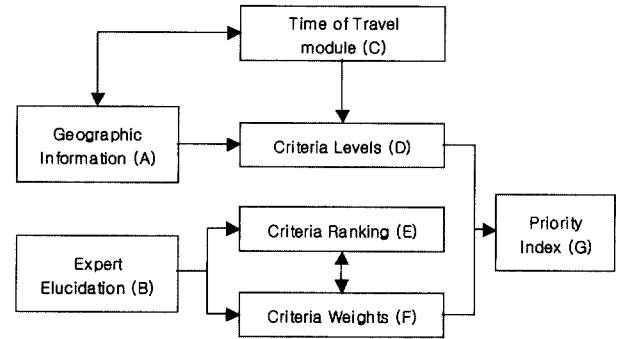 Time of Travel
module (C)
Geographic
Information (A)
Criteria Levels (D)
Criteria Ranking (E)
Priority
Index (G)
Expert
Elucidation (B)
Criteria Weights (F)